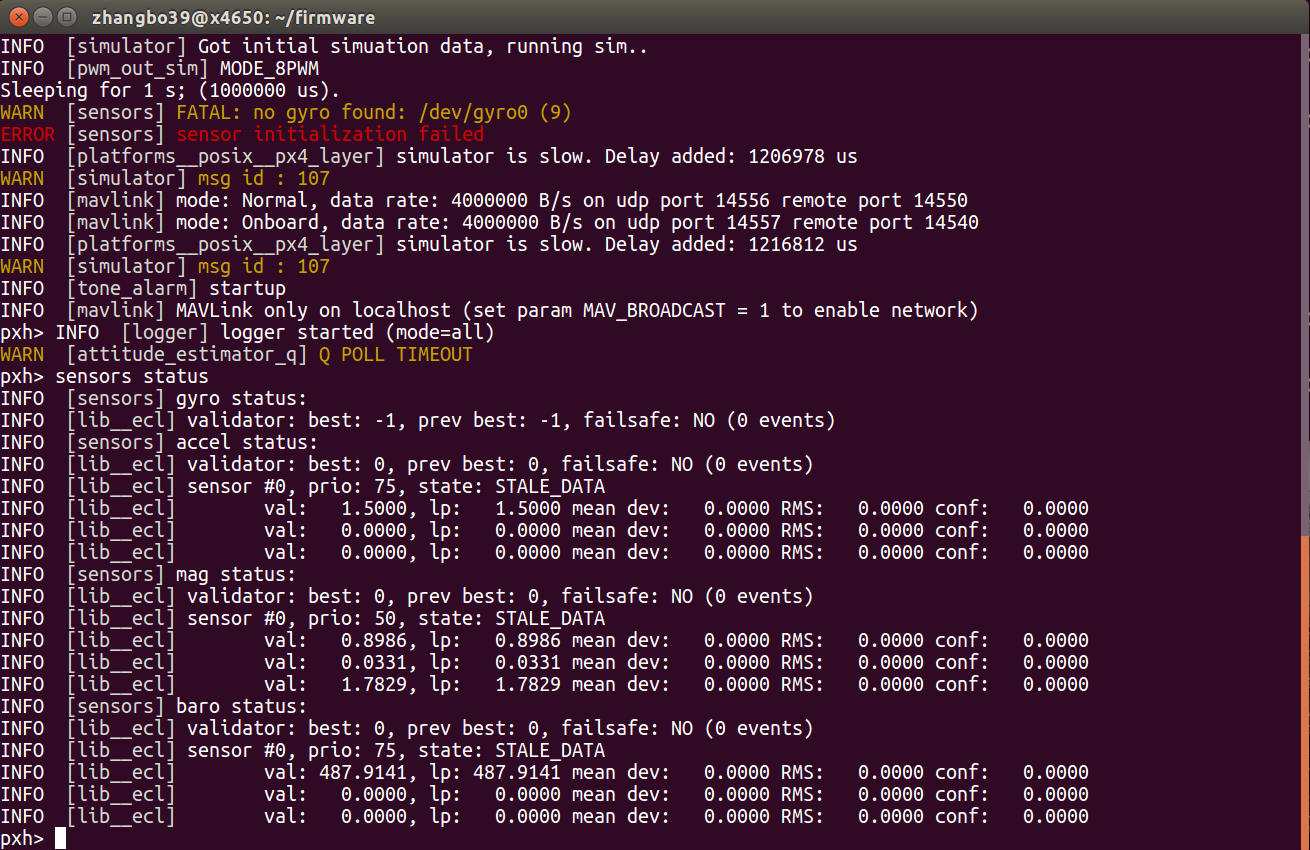 zhangbo39@x4650: ~/firmware
INFO  [simulator] Got initial simuation data, running sim..
INFO  [pwm_out_sim] MODE_8PWM
Sleeping for 1 s; (1000000 us).
WARN  [sensors] FATAL: no gyro found: /dev/gyro0 (9)
ERROR [sensors] sensor initialization failed
INFO  [platforms__posix__px4_layer] simulator is slow. Delay added: 1206978 us
WARN  [simulator] msg id : 107
INFO  [mavlink] mode: Normal, data rate: 4000000 B/s on udp port 14556 remote port 14550
INFO  [mavlink] mode: Onboard, data rate: 4000000 B/s on udp port 14557 remote port 14540
INFO  [platforms__posix__px4_layer] simulator is slow. Delay added: 1216812 us
WARN  [simulator] msg id : 107
INFO  [tone_alarm] startup
INFO  [mavlink] MAVLink only on localhost (set param MAV_BROADCAST = 1 to enable network)
pxh> INFO  [logger] logger started (mode=all)
WARN  [attitude_estimator_q] Q POLL TIMEOUT
pxh> sensors status
INFO  [sensors] gyro status:
INFO  [lib__ecl] validator: best: -1, prev best: -1, failsafe: NO (0 events)
INFO  [sensors] accel status:
INFO  [lib__ecl] validator: best: 0, prev best: 0, failsafe: NO (0 events)
INFO  [lib__ecl] sensor #0, prio: 75, state: STALE_DATA
INFO  [lib__ecl]        val:   1.5000, lp:   1.5000 mean dev:   0.0000 RMS:   0.0000 conf:   0.0000
INFO  [lib__ecl]        val:   0.0000, lp:   0.0000 mean dev:   0.0000 RMS:   0.0000 conf:   0.0000
INFO  [lib__ecl]        val:   0.0000, lp:   0.0000 mean dev:   0.0000 RMS:   0.0000 conf:   0.0000
INFO  [sensors] mag status:
INFO  [lib__ecl] validator: best: 0, prev best: 0, failsafe: NO (0 events)
INFO  [lib__ecl] sensor #0, prio: 50, state: STALE_DATA
INFO  [lib__ecl]        val:   0.8986, lp:   0.8986 mean dev:   0.0000 RMS:   0.0000 conf:   0.0000
INFO  [lib__ecl]        val:   0.0331, lp:   0.0331 mean dev:   0.0000 RMS:   0.0000 conf:   0.0000
INFO  [lib__ecl]        val:   1.7829, lp:   1.7829 mean dev:   0.0000 RMS:   0.0000 conf:   0.0000
INFO  [sensors] baro status:
INFO  [lib__ecl] validator: best: 0, prev best: 0, failsafe: NO (0 events)
INFO  [lib__ecl] sensor #0, prio: 75, state: STALE_DATA
INFO  [lib__ecl]        val: 487.9141, lp: 487.9141 mean dev:   0.0000 RMS:   0.0000 conf:   0.0000
INFO  [lib__ecl]        val:   0.0000, lp:   0.0000 mean dev:   0.0000 RMS:   0.0000 conf:   0.0000
INFO  [lib__ecl]        val:   0.0000, lp:   0.0000 mean dev:   0.0000 RMS:   0.0000 conf:   0.0000
pxh>